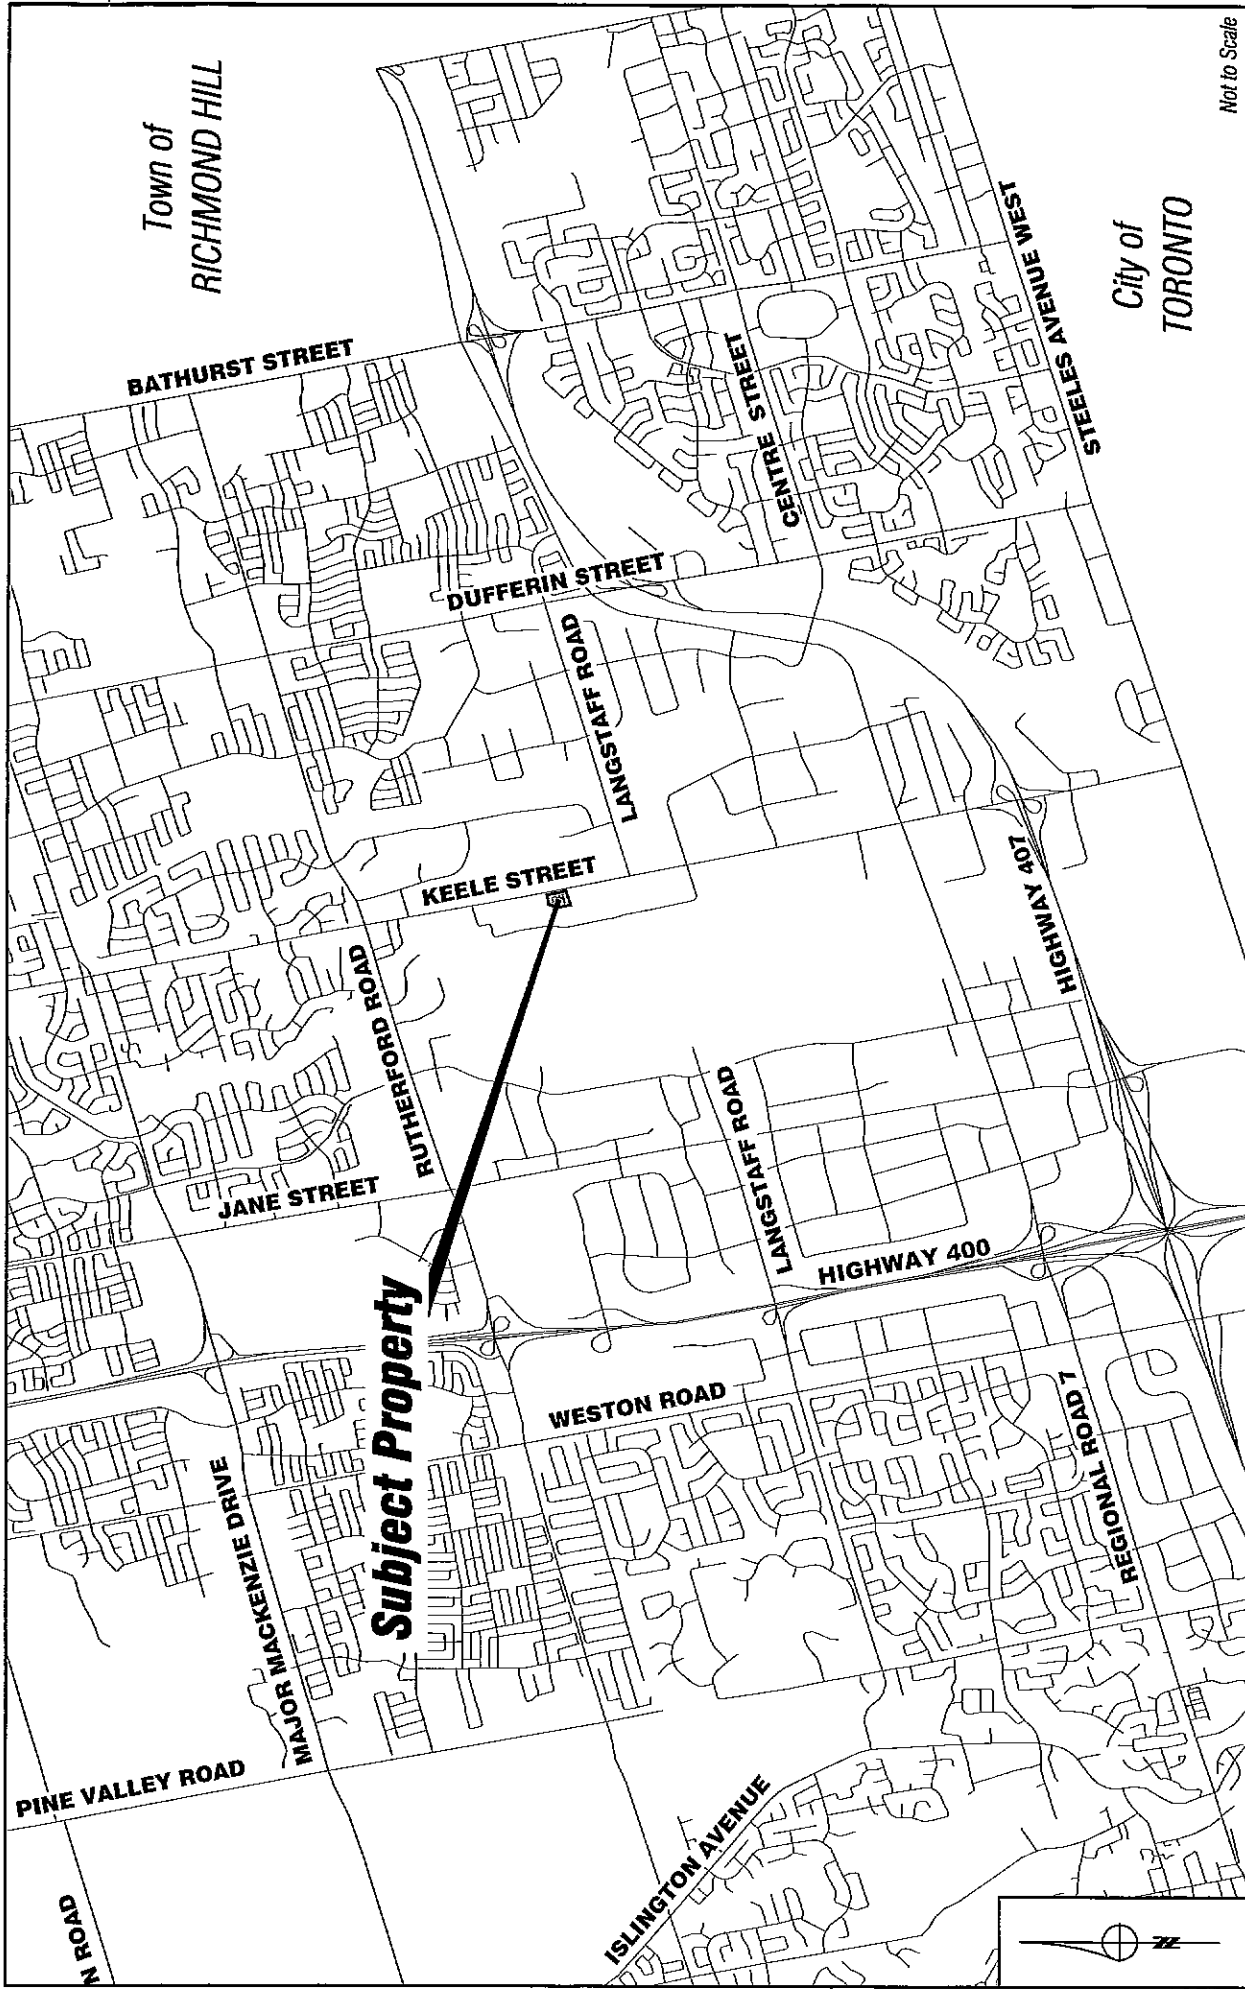 Town of
RICHMOND HILL
BATHURST STREET
DUFFERIN STREET
LANGSTAFF ROAD
KEELE STREET
RUTHERFORD ROAD
JANE STREET
Subject Property
MAJOR MACKENZIE DRIVE
PINE VALLEY ROAD
N ROAD
ISLINGTON AVENUE
WESTON ROAD
HIGHWAY 400
LANGSTAFF ROAD
REGIONAL ROAD 7
HIGHWAY 407
CENTRE STREET
STEELES AVENUE WEST
City of
TORONTO
Not to Scale
N